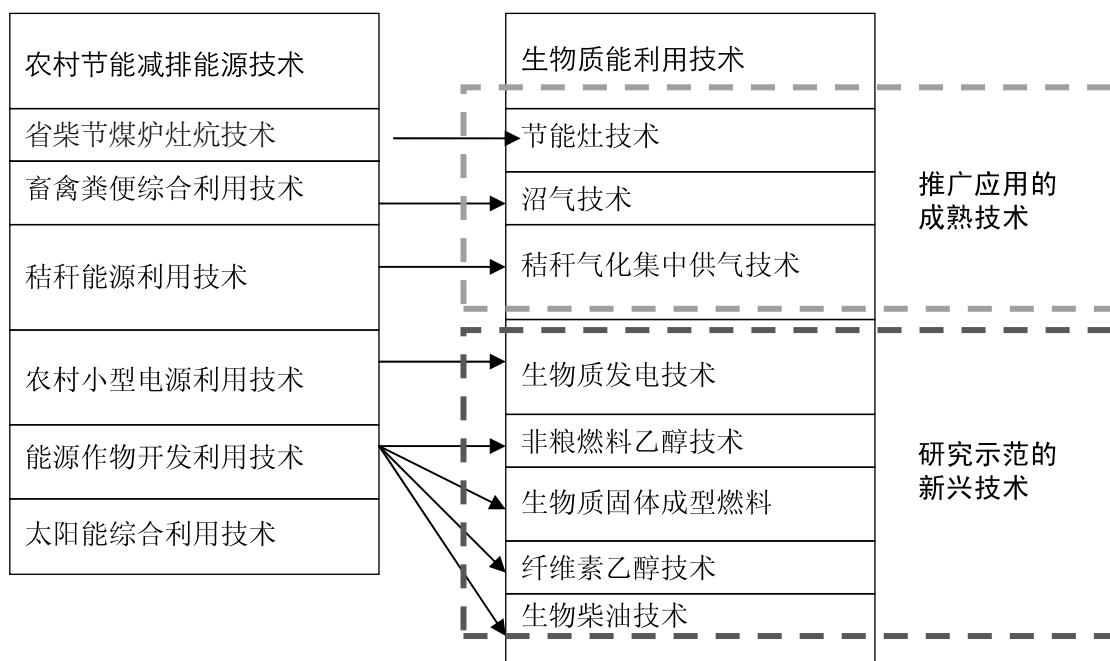 农村节能减排能源技术
省柴节煤炉灶炕技术
畜禽粪便综合利用技术
秸秆能源利用技术
农村小型电源利用技术
能源作物开发利用技术
太阳能综合利用技术
生物质能利用技术
节能灶技术
沼气技术
秸秆气化集中供气技术
生物质发电技术
非粮燃料乙醇技术
生物质固体成型燃料
纤维素乙醇技术
生物柴油技术
推广应用的
成熟技术
研究示范的
新兴技术